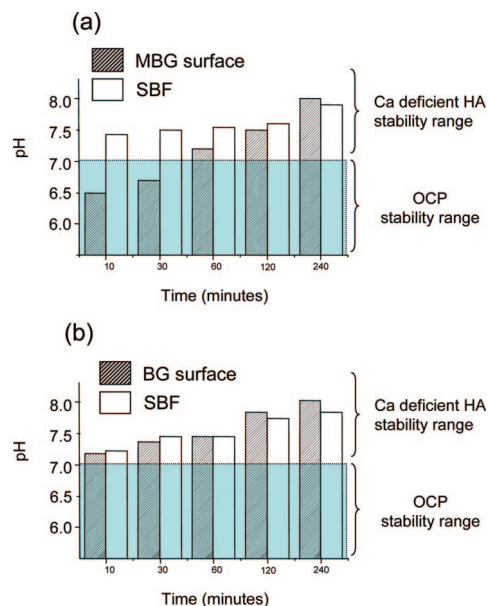 (a)
MBG surface
SBF
8.0
7.5
7.0
6.5
6.0
pH
10 30 60 120 240
Time (minutes)
Ca deficient HA
stability range
OCP
stability range
(b)
BG surface
SBF
8.0
7.5
7.0
6.5
6.0
pH
10 30 60 120 240
Time (minutes)
Ca deficient HA
stability range
OCP
stability range